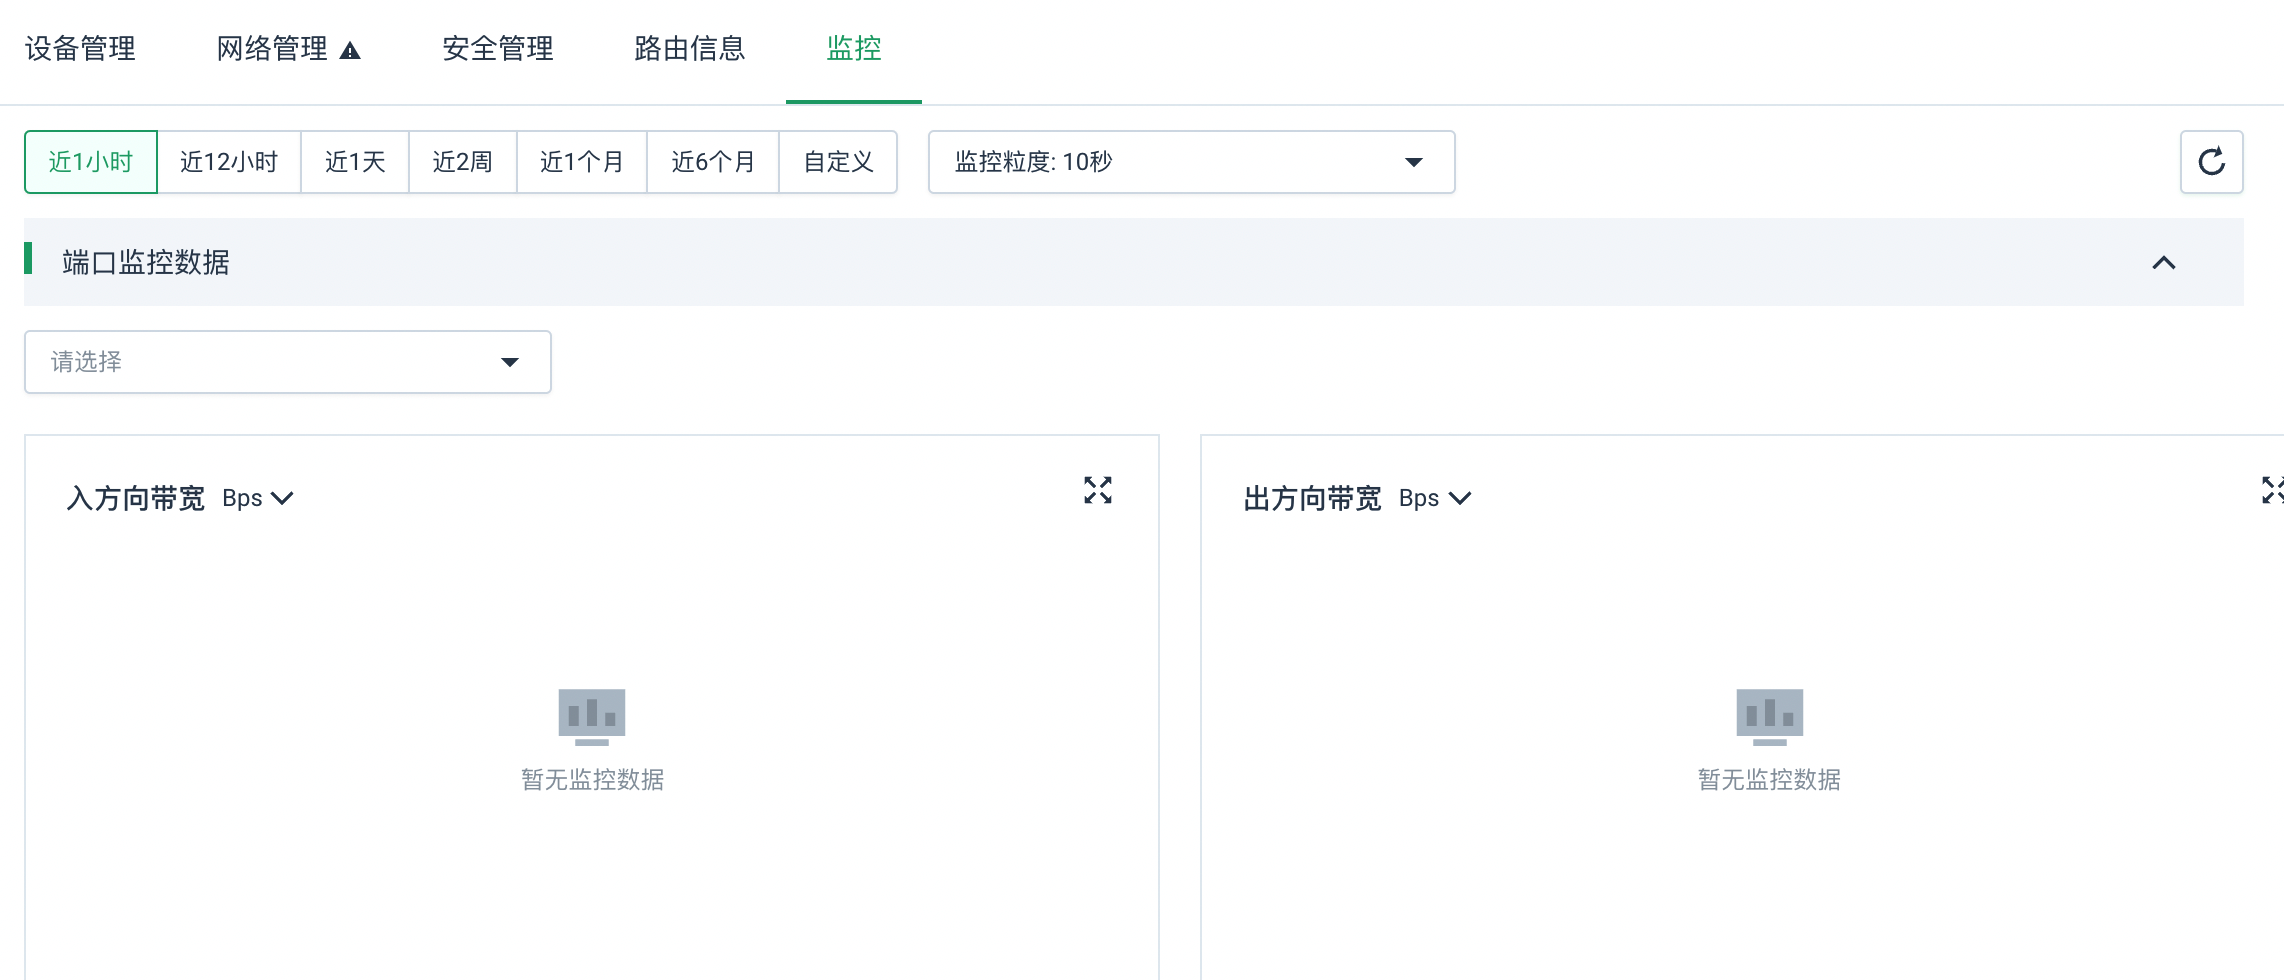 设备管理 网络管理 安全管理 路由信息 监控
近1小时 近12小时 近1天 近2周 近1个月 近6个月 自定义 监控粒度: 10秒
端口监控数据
请选择
入方向带宽 Bps 出方向带宽 Bps
暂无监控数据 暂无监控数据